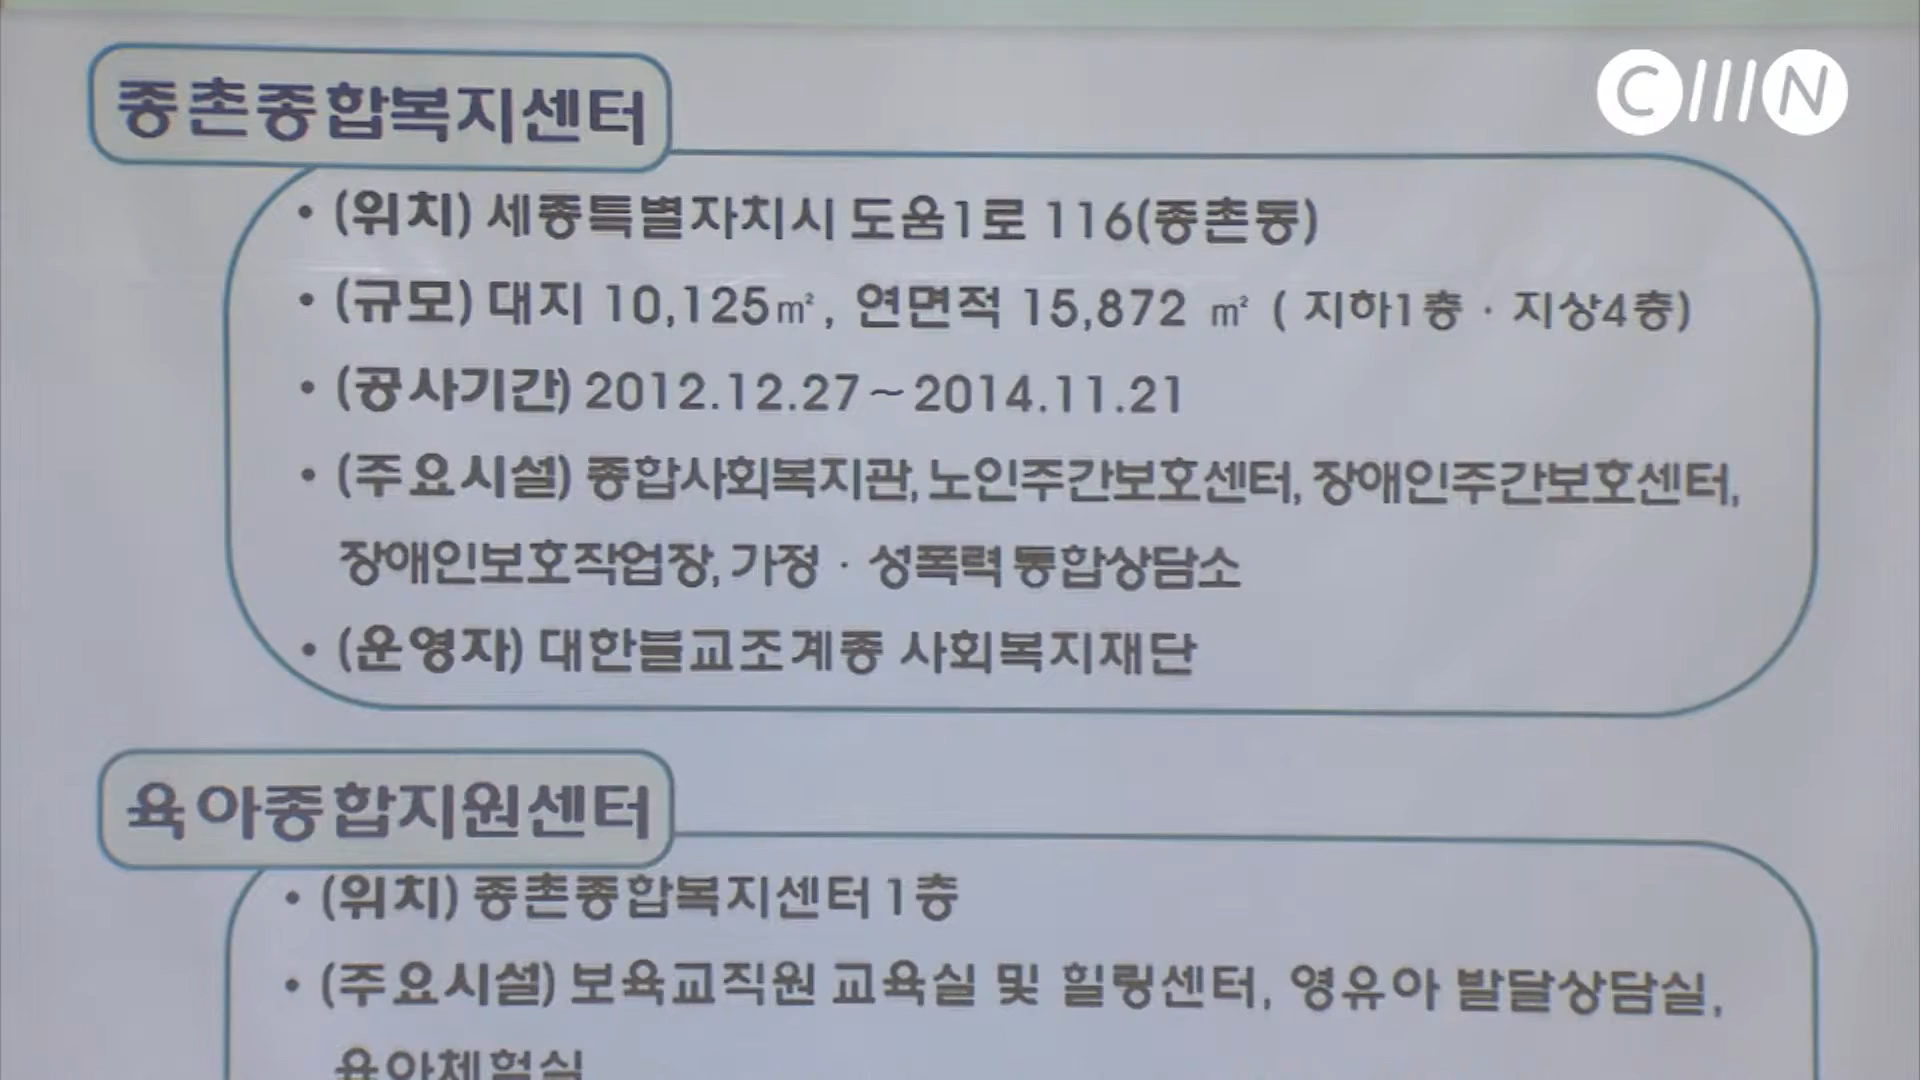 종촌종합복지센터
C///N
• (위치) 세종특별자치시 도움1로 116(종촌동)
• (규모) 대지 10,125㎡, 연면적 15,872 ㎡ ( 지하1층 · 지상4층)
• (공사기간) 2012.12.27~2014.11.21
• (주요시설) 종합사회복지관, 노인주간보호센터, 장애인주간보호센터,
장애인보호작업장, 가정 · 성폭력 통합상담소
• (운영자) 대한불교조계종 사회복지재단
육아종합지원센터
• (위치) 종촌종합복지센터 1층
• (주요시설) 보육교직원 교육실 및 힐링센터, 영유아 발달상담실,
육아체험실